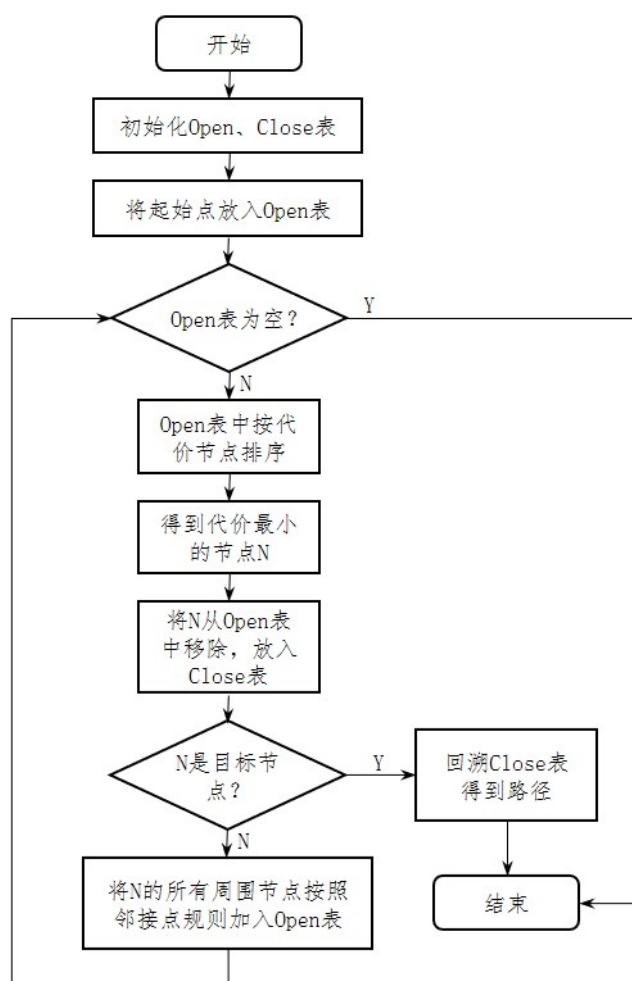 开始
初始化Open、Close表
将起始点放入Open表
Open表为空？
Y
N
Open表中按代
价节点排序
得到代价最小
的节点N
将N从Open表
中移除，放入
Close表
N是目标节
点？
Y
N
回溯Close表
得到路径
将N的所有周围节点按照
邻接点规则加入Open表
结束